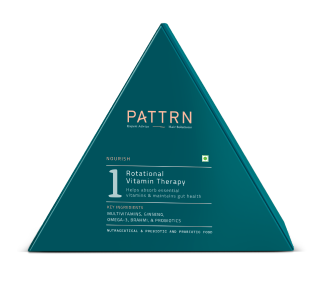 PATTRN
NOURISH
1
Rotational
Vitamin Therapy
Helps absorb essential
vitamins & maintains gut health
KEY INGREDIENTS
MULTIVITAMINS, GINSENG,
OMEGA-3, BRAHMI, & PROBIOTICS
NUTRACEUTICAL & PREBIOTIC AND PROBIOTIC FOOD